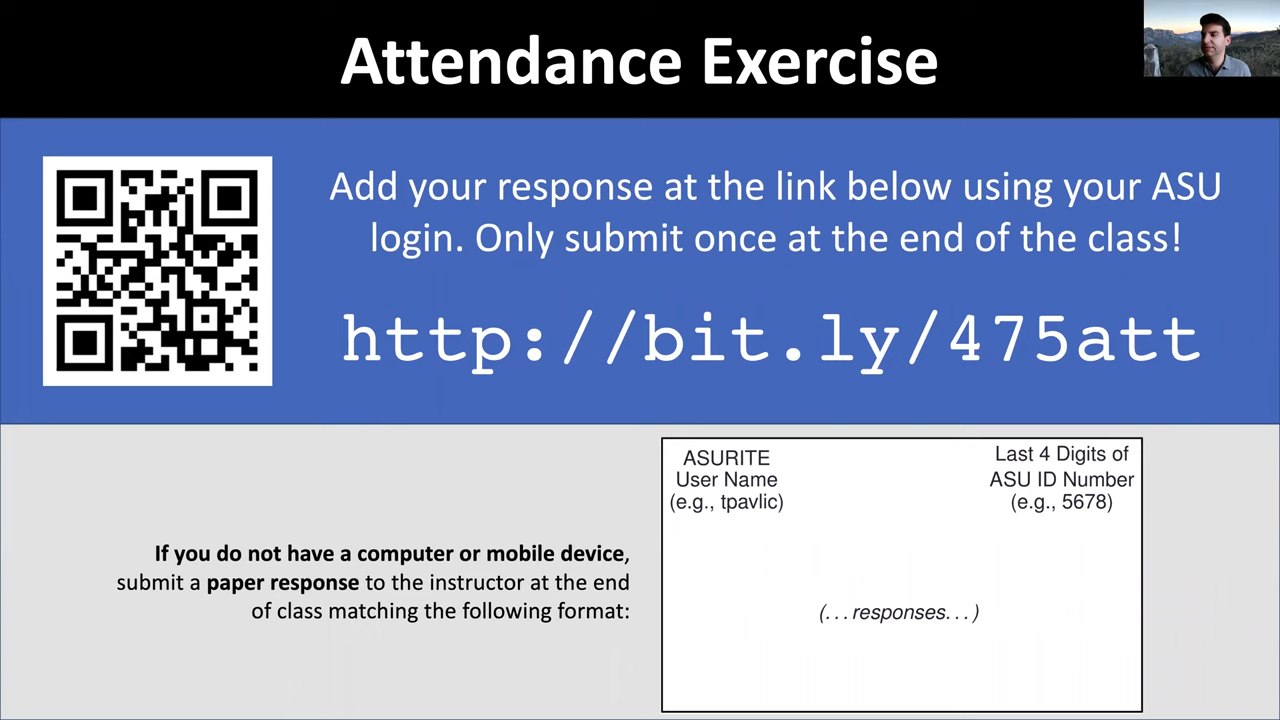 Attendance Exercise
Add your response at the link below using your ASU
login. Only submit once at the end of the class!
http://bit.ly/475att
If you do not have a computer or mobile device,
submit a paper response to the instructor at the end
of class matching the following format:
ASURITE
User Name
(e.g., tpavlic)
Last 4 Digits of
ASU ID Number
(e.g., 5678)
(...responses...)